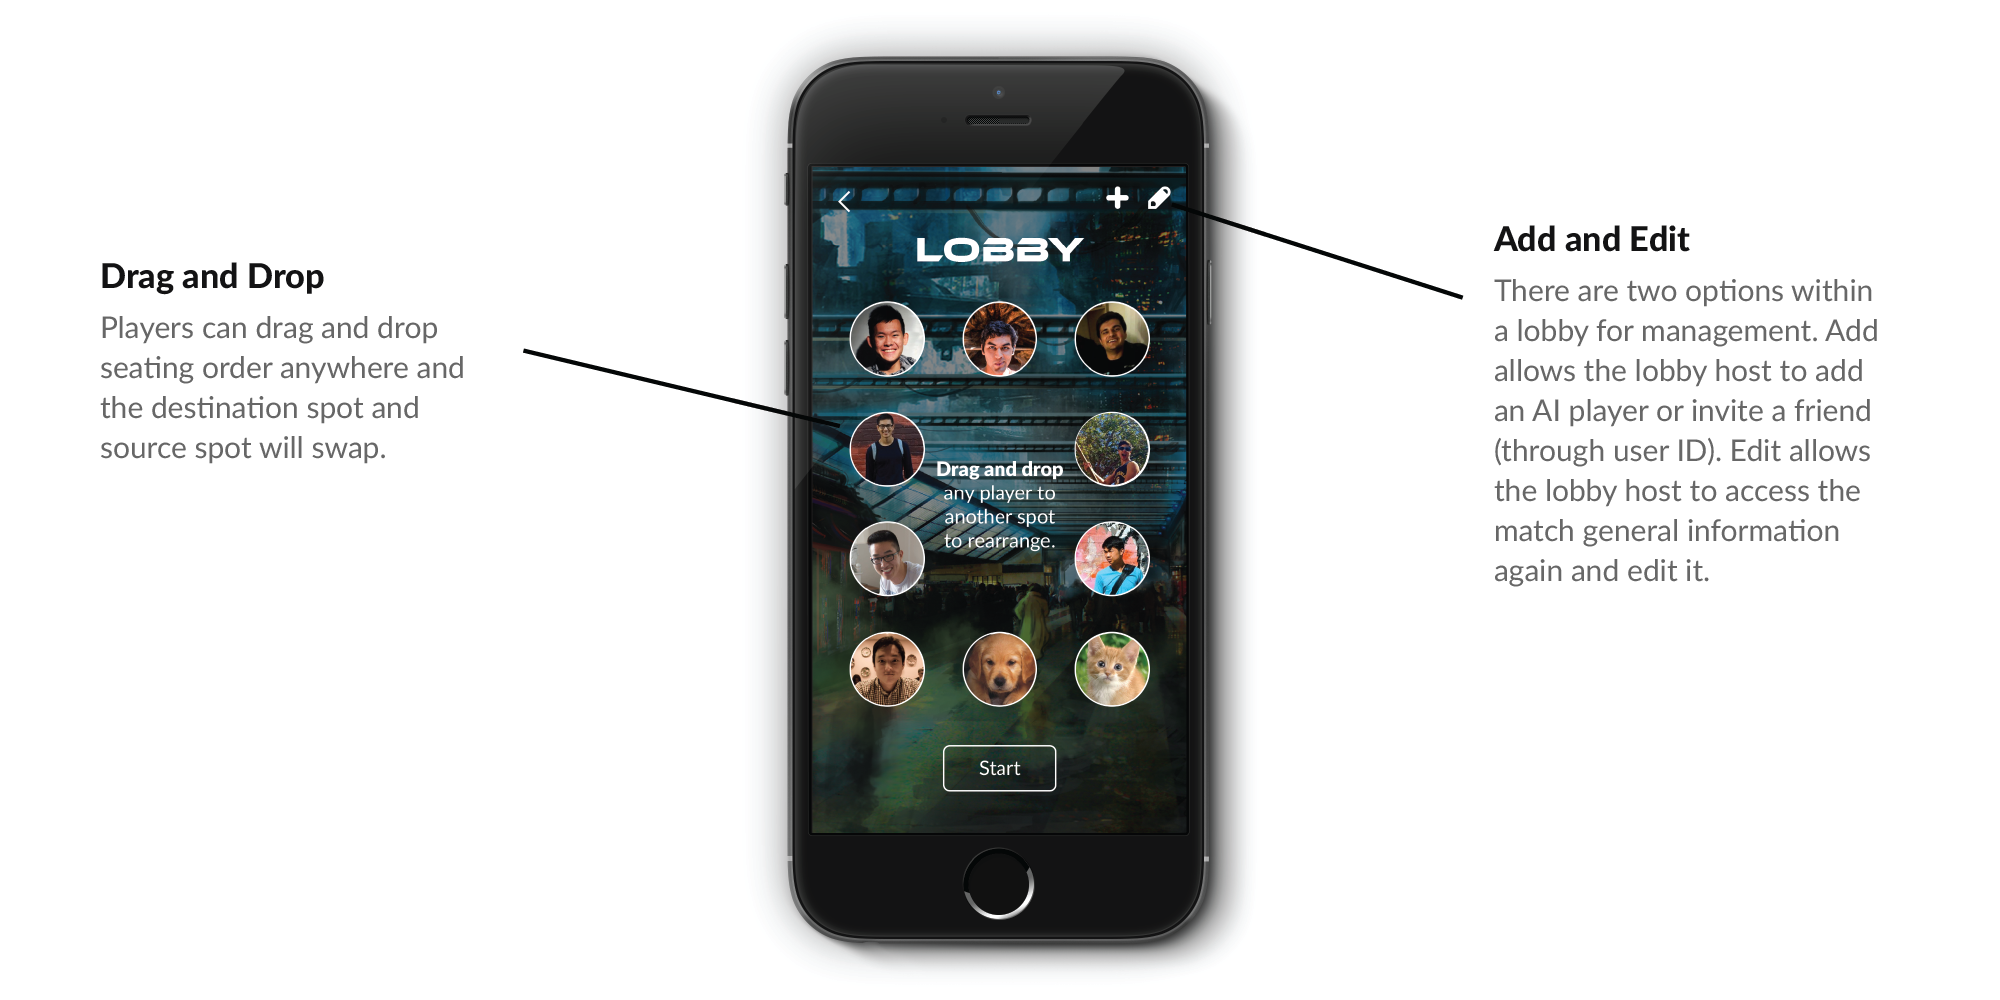 Drag and Drop
Players can drag and drop
seating order anywhere and
the destination spot and
source spot will swap.
LOBBY
Drag and drop
any player to
another spot
to rearrange.
Start
Add and Edit
There are two options within
a lobby for management. Add
allows the lobby host to add
an AI player or invite a friend
(through user ID). Edit allows
the lobby host to access the
match general information
again and edit it.